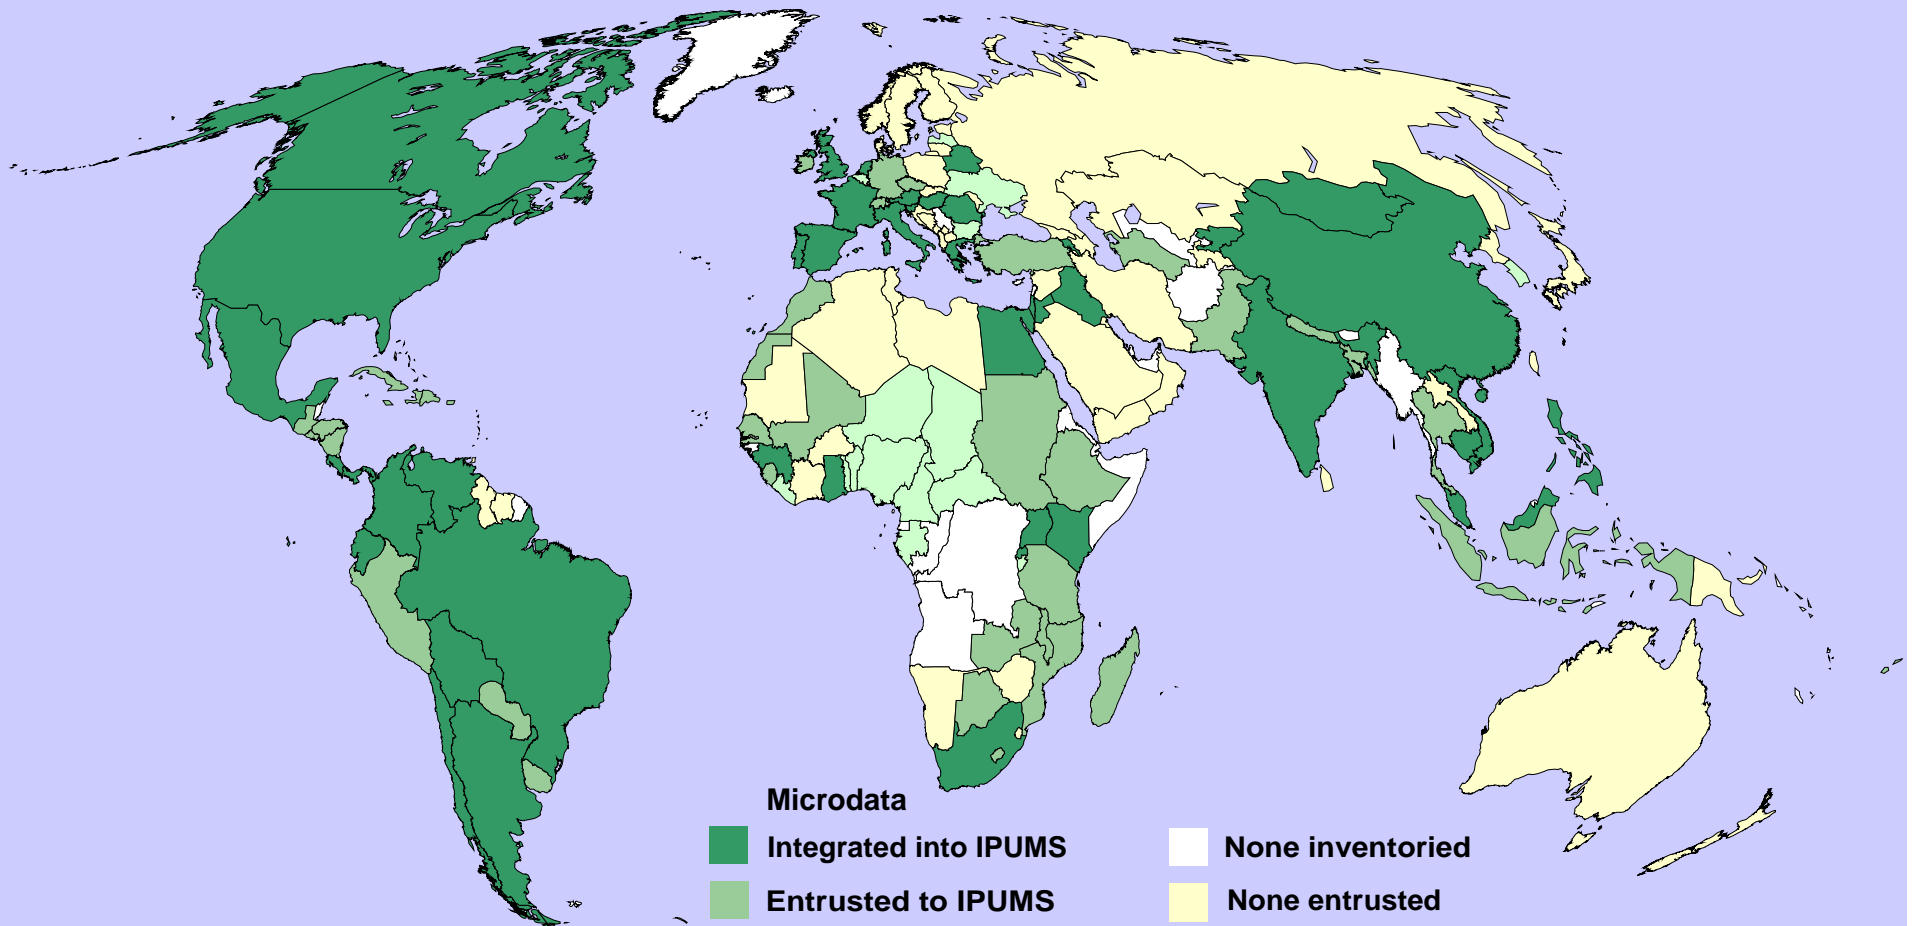 Microdata
Integrated into IPUMS
None inventoried
Entrusted to IPUMS
None entrusted